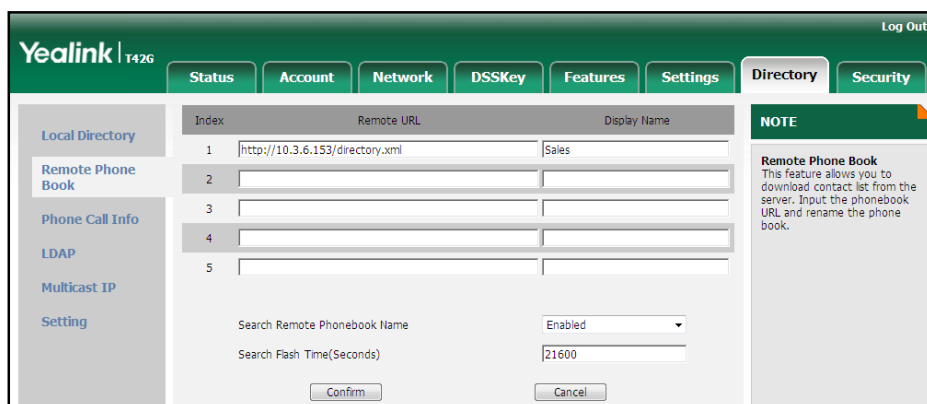 Log Out
Yealink T42G
Status Account Network DSSKey Features Settings Directory Security
Local Directory
Remote Phone
Book
Phone Call Info
LDAP
Multicast IP
Setting
Index Remote URL Display Name
1 http://10.3.6.153/directory.xml Sales
2
3
4
5
Search Remote Phonebook Name Enabled
Search Flash Time(Seconds) 21600
Confirm Cancel
NOTE
Remote Phone Book
This feature allows you to
download contact list from the
server. Input the phonebook
URL and rename the phone
book.